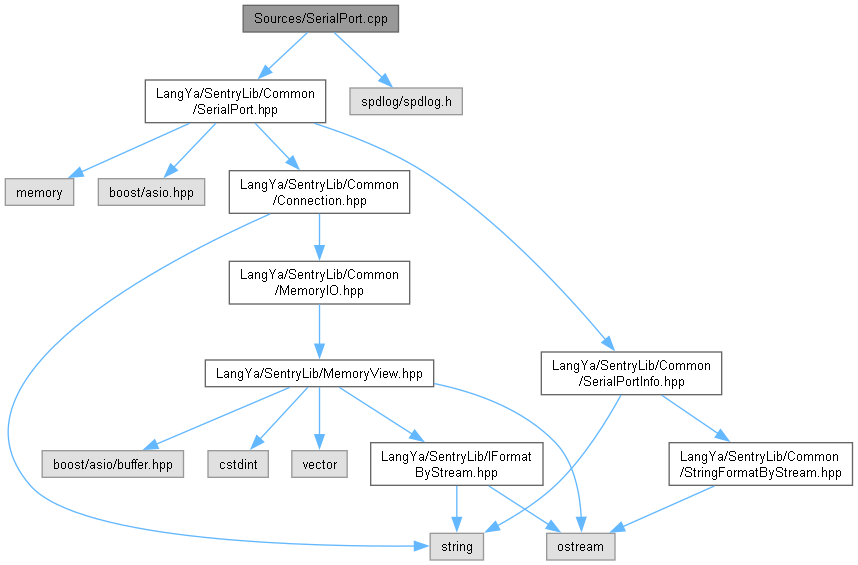 Sources/SerialPort.cpp
LangYa/SentryLib/Common
/SerialPort.hpp
spdlog/spdlog.h
memory
boost/asio.hpp
LangYa/SentryLib/Common
/Connection.hpp
LangYa/SentryLib/Common
/MemoryIO.hpp
LangYa/SentryLib/MemoryView.hpp
LangYa/SentryLib/Common
/SerialPortInfo.hpp
boost/asio/buffer.hpp
cstdint
vector
LangYa/SentryLib/IFormat
ByStream.hpp
LangYa/SentryLib/Common
/StringFormatByStream.hpp
string
ostream